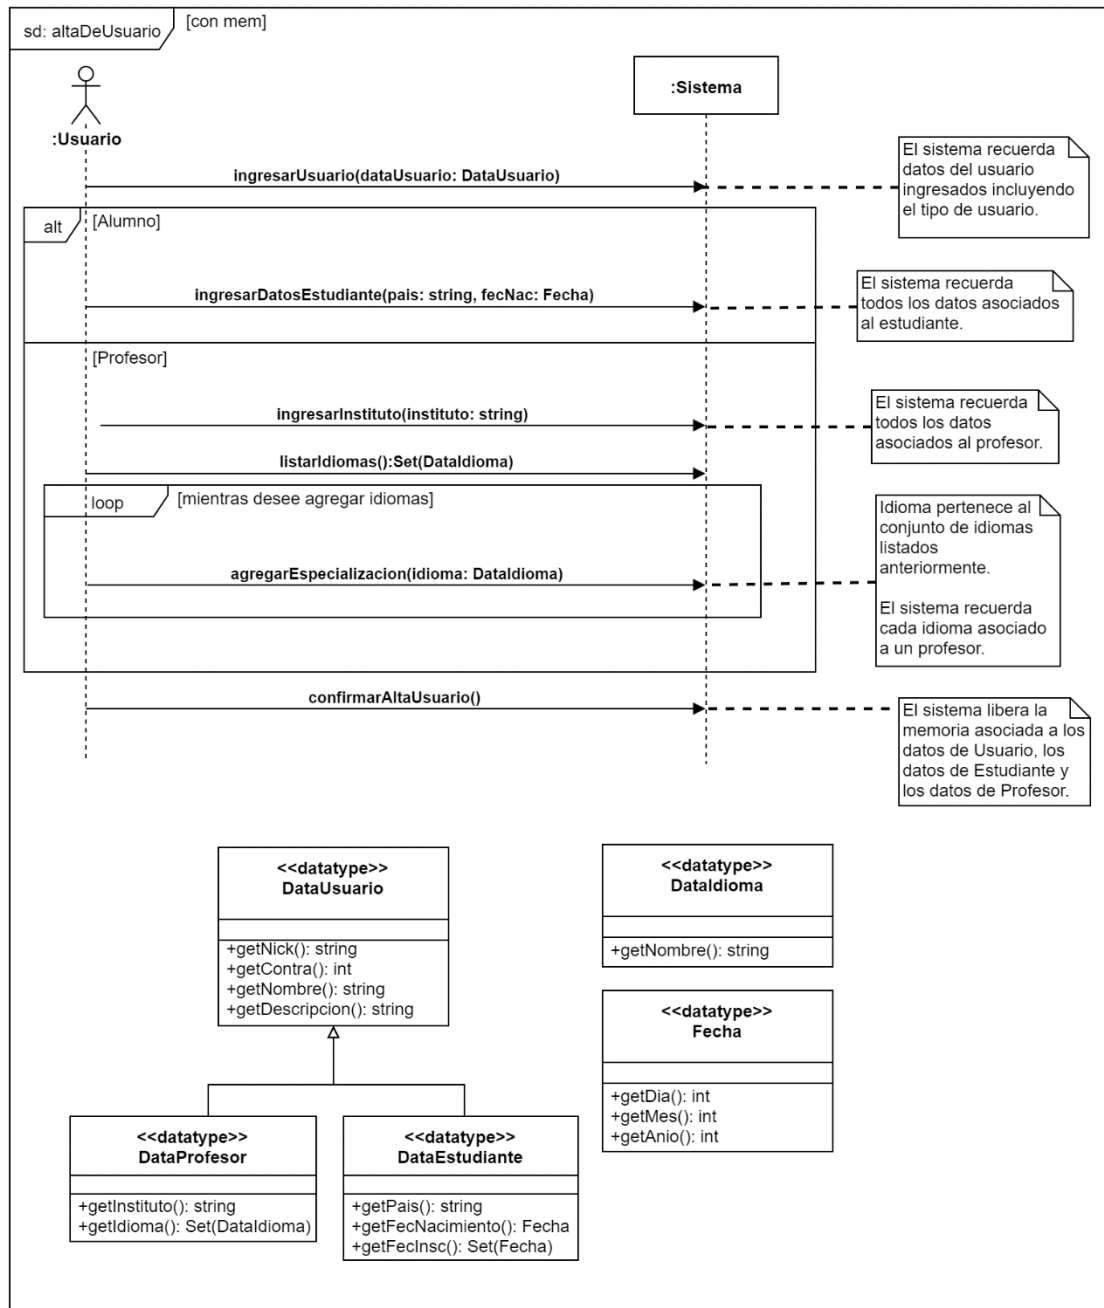 sd: altaDeUsuario
[con mem]
:Sistema
:Usuario
ingresarUsuario(dataUsuario: DataUsuario)
El sistema recuerda
datos del usuario
ingresados incluyendo
el tipo de usuario.
alt
[Alumno]
ingresarDatosEstudiante(pais: string, fecNac: Fecha)
El sistema recuerda
todos los datos asociados
al estudiante.
[Profesor]
ingresarInstituto(instituto: string)
El sistema recuerda
todos los datos
asociados al profesor.
listarIdiomas():Set(DataIdioma)
loop
[mientras desee agregar idiomas]
agregarEspecializacion(idioma: DataIdioma)
Idioma pertenece al
conjunto de idiomas
listados
anteriormente.
El sistema recuerda
cada idioma asociado
a un profesor.
confirmarAltaUsuario()
El sistema libera la
memoria asociada a los
datos de Usuario, los
datos de Estudiante y
los datos de Profesor.
<<datatype>>
DataUsuario
+getNick(): string
+getContra(): int
+getNombre(): string
+getDescripcion(): string
<<datatype>>
DataIdioma
+getNombre(): string
<<datatype>>
Fecha
+getDia(): int
+getMes(): int
+getAnio(): int
<<datatype>>
DataProfesor
+getInstituto(): string
+getIdioma(): Set(DataIdioma)
<<datatype>>
DataEstudiante
+getPais(): string
+getFecNacimiento(): Fecha
+getFecInsc(): Set(Fecha)